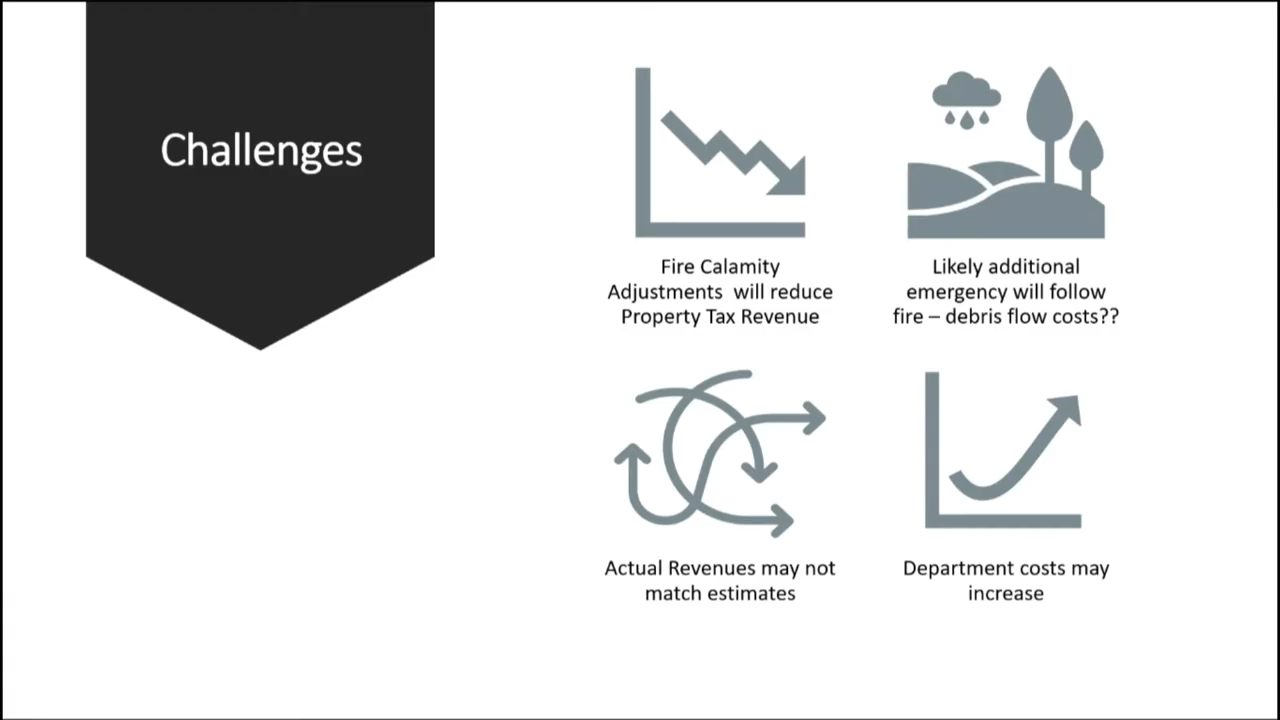 Challenges
Fire Calamity
Adjustments  will reduce
Property Tax Revenue
Likely additional
emergency will follow
fire – debris flow costs??
Actual Revenues may not
match estimates
Department costs may
increase